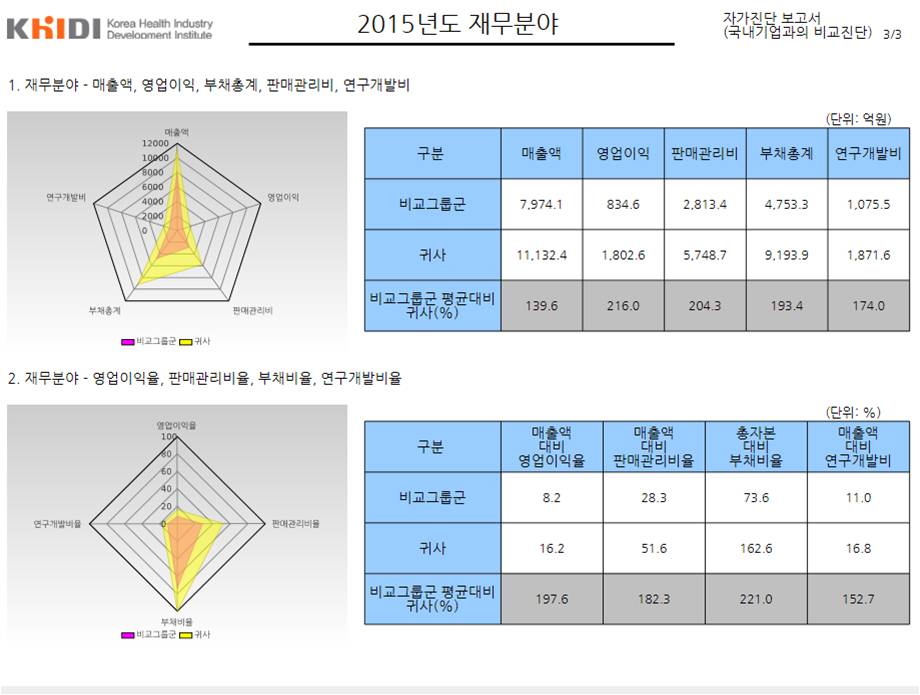 KHIDI Korea Health Industry
Development Institute
2015년도 재무분야
자가진단 보고서
(국내기업과의 비교진단) 3/3
1. 재무분야 - 매출액, 영업이익, 부채총계, 판매관리비, 연구개발비
매출액
12000
10000
8000
6000
4000
2000
0
연구개발비
영업이익
부채총계
판매관리비
비교그룹군 귀사
(단위: 억원)
구분 매출액 영업이익 판매관리비 부채총계 연구개발비
비교그룹군 7,974.1 834.6 2,813.4 4,753.3 1,075.5
귀사 11,132.4 1,802.6 5,748.7 9,193.9 1,871.6
비교그룹군 평균대비
귀사(%) 139.6 216.0 204.3 193.4 174.0
2. 재무분야 - 영업이익율, 판매관리비율, 부채비율, 연구개발비율
영업이익율
100
80
60
40
20
0
연구개발비율
판매관리비율
부채비율
비교그룹군 귀사
(단위: %)
구분
매출액
대비
영업이익율
매출액
대비
판매관리비율
총자본
대비
부채비율
매출액
대비
연구개발비
비교그룹군 8.2 28.3 73.6 11.0
귀사 16.2 51.6 162.6 16.8
비교그룹군 평균대비
귀사(%) 197.6 182.3 221.0 152.7